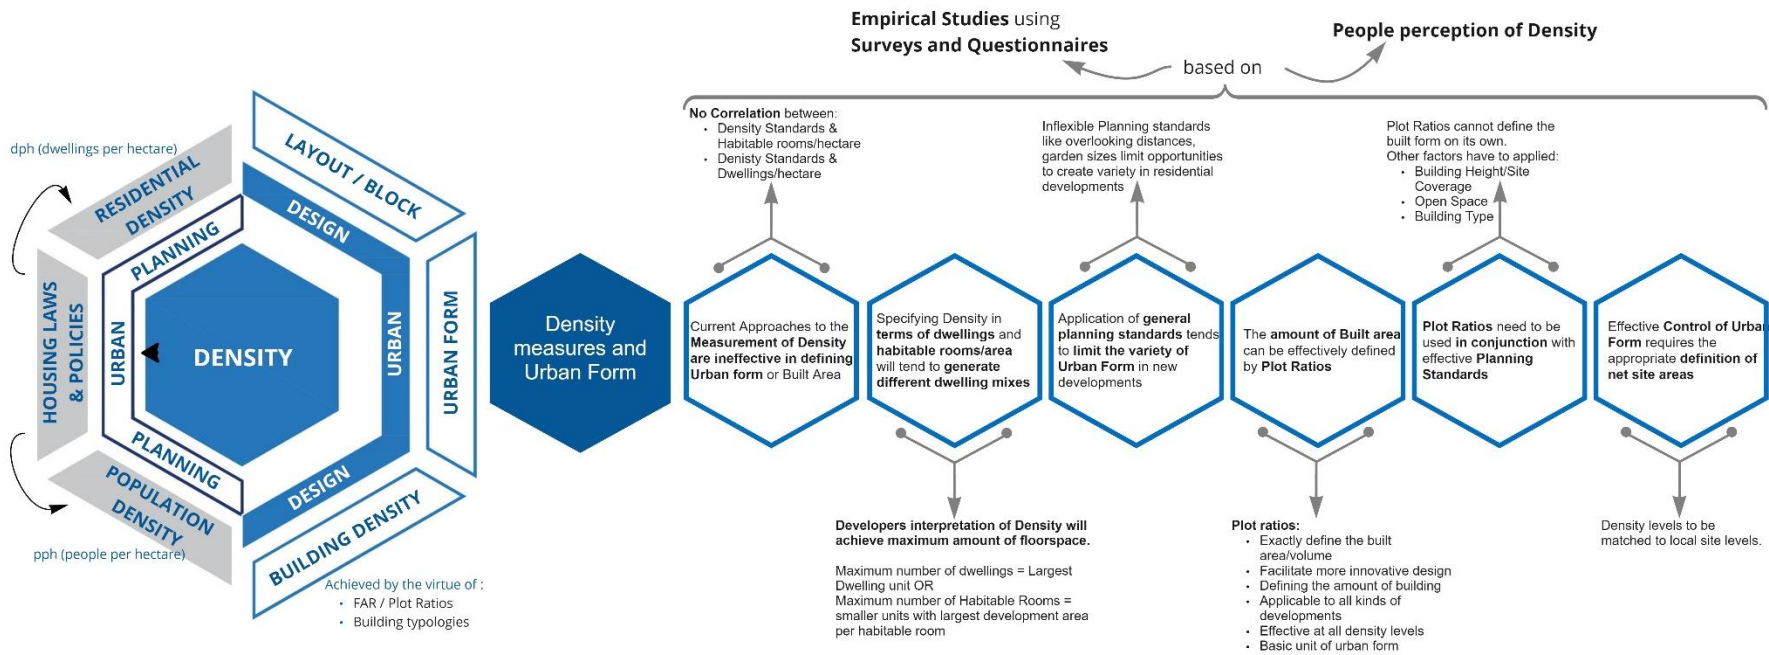 Empirical Studies using
Surveys and Questionnaires
People perception of Density
based on
dph (dwellings per hectare)
RESIDENTIAL
DENSITY
LAYOUT / BLOCK
PLANNING
DESIGN
HOUSING LAWS
& POLICIES
URBAN
DENSITY
URBAN
URBAN FORM
PLANNING
DESIGN
POPULATION
DENSITY
BUILDING DENSITY
pph (people per hectare)
Achieved by the virtue of :
• FAR / Plot Ratios
• Building typologies
Density
measures and
Urban Form
No Correlation between:
• Density Standards &
Habitable rooms/hectare
• Denisty Standards &
Dwellings/hectare
Current Approaches to the
Measurement of Density
are ineffective in defining
Urban form or Built Area
Specifying Density in
terms of dwellings and
habitable rooms/area
will tend to generate
different dwelling mixes
Developers interpretation of Density will
achieve maximum amount of floorspace.
Maximum number of dwellings = Largest
Dwelling unit OR
Maximum number of Habitable Rooms =
smaller units with largest development area
per habitable room
Inflexible Planning standards
like overlooking distances,
garden sizes limit opportunities
to create variety in residential
developments
Application of general
planning standards tends
to limit the variety of
Urban Form in new
developments
The amount of Built area
can be effectively defined
by Plot Ratios
Plot ratios:
• Exactly define the built
area/volume
• Facilitate more innovative design
• Defining the amount of building
• Applicable to all kinds of
developments
• Effective at all density levels
• Basic unit of urban form
Plot Ratios cannot define the
built form on its own.
Other factors have to applied:
• Building Height/Site
Coverage
• Open Space
• Building Type
Plot Ratios need to be
used in conjunction with
effective Planning
Standards
Effective Control of Urban
Form requires the
appropriate definition of
net site areas
Density levels to be
matched to local site levels.